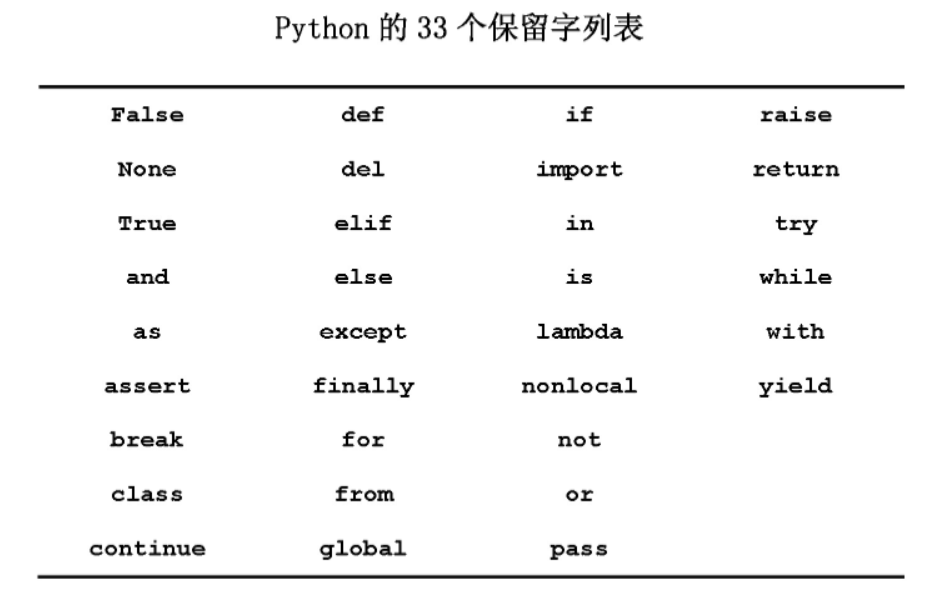 Python 的 33 个保留字列表
False def if raise
None del import return
True elif in try
and else is while
as except lambda with
assert finally nonlocal yield
break for not
class from or
continue global pass